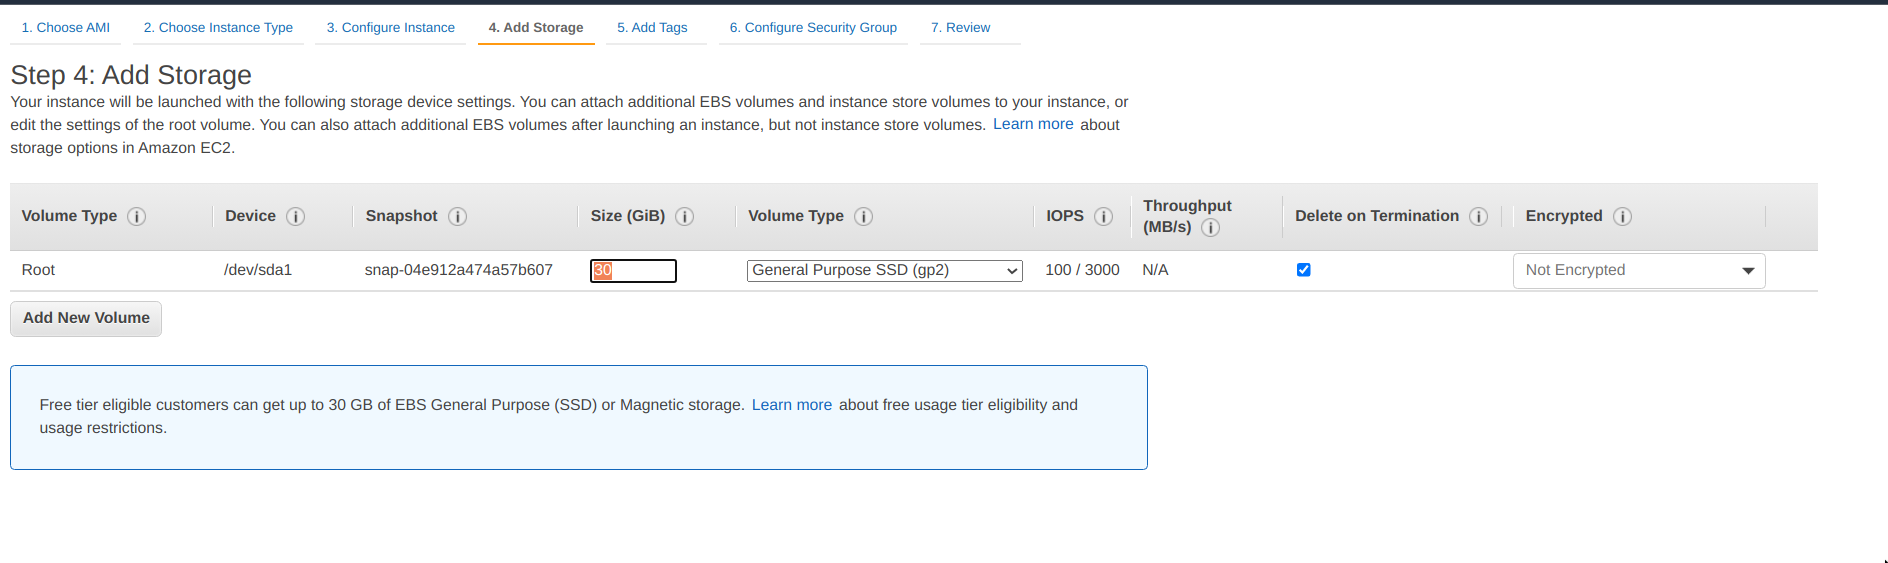 1. Choose AMI 2. Choose Instance Type 3. Configure Instance 4. Add Storage 5. Add Tags 6. Configure Security Group 7. Review
Step 4: Add Storage
Your instance will be launched with the following storage device settings. You can attach additional EBS volumes and instance store volumes to your instance, or
edit the settings of the root volume. You can also attach additional EBS volumes after launching an instance, but not instance store volumes. Learn more about
storage options in Amazon EC2.
Volume Type Device Snapshot Size (GiB) Volume Type IOPS Throughput (MB/s) Delete on Termination Encrypted
Root /dev/sda1 snap-04e912a474a57b607 30 General Purpose SSD (gp2) 100 / 3000 N/A Not Encrypted
Add New Volume
Free tier eligible customers can get up to 30 GB of EBS General Purpose (SSD) or Magnetic storage. Learn more about free usage tier eligibility and
usage restrictions.